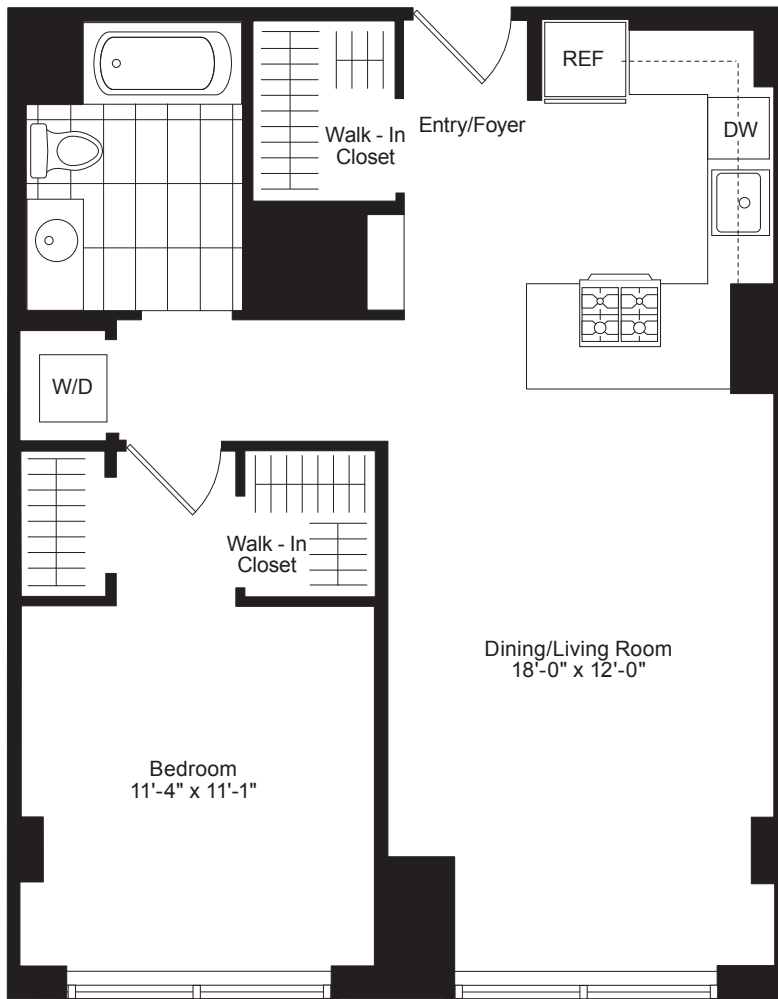 REF
Walk - In
Closet
Entry/Foyer
DW
W/D
Walk - In
Closet
Dining/Living Room
18'-0" x 12'-0"
Bedroom
11'-4" x 11'-1"